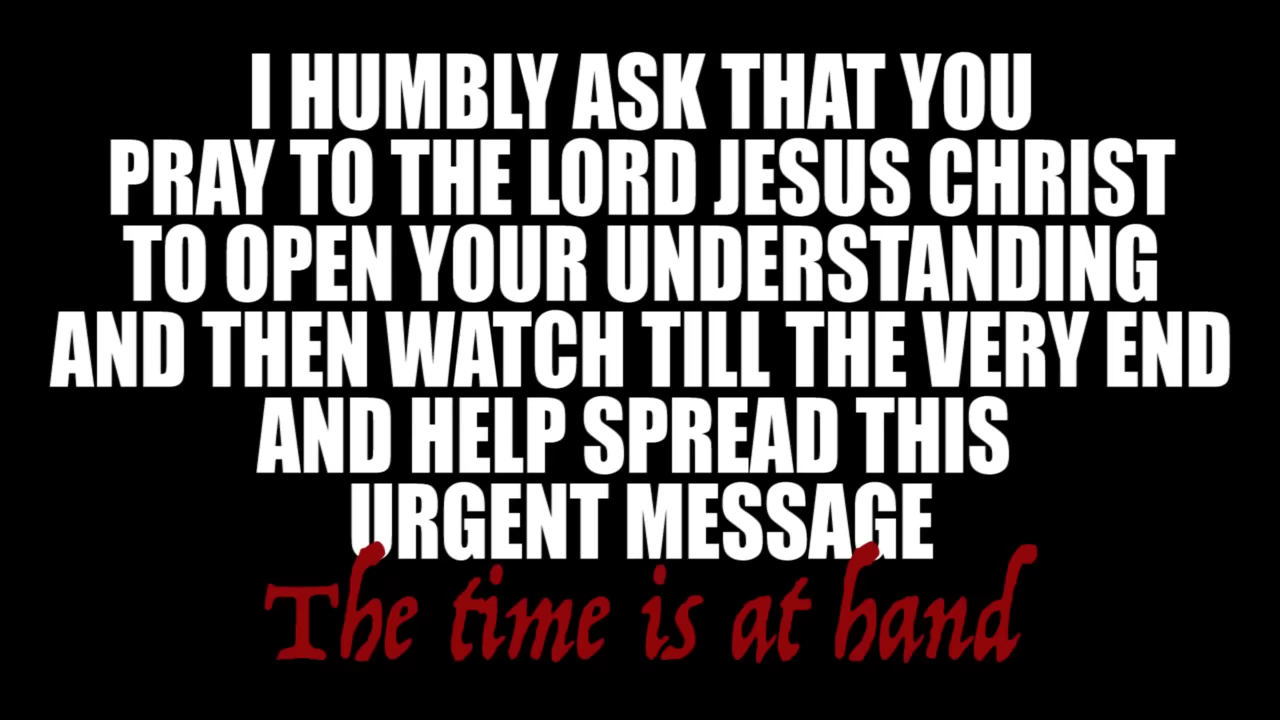 I HUMBLY ASK THAT YOU
PRAY TO THE LORD JESUS CHRIST
TO OPEN YOUR UNDERSTANDING
AND THEN WATCH TILL THE VERY END
AND HELP SPREAD THIS
URGENT MESSAGE
The time is at hand